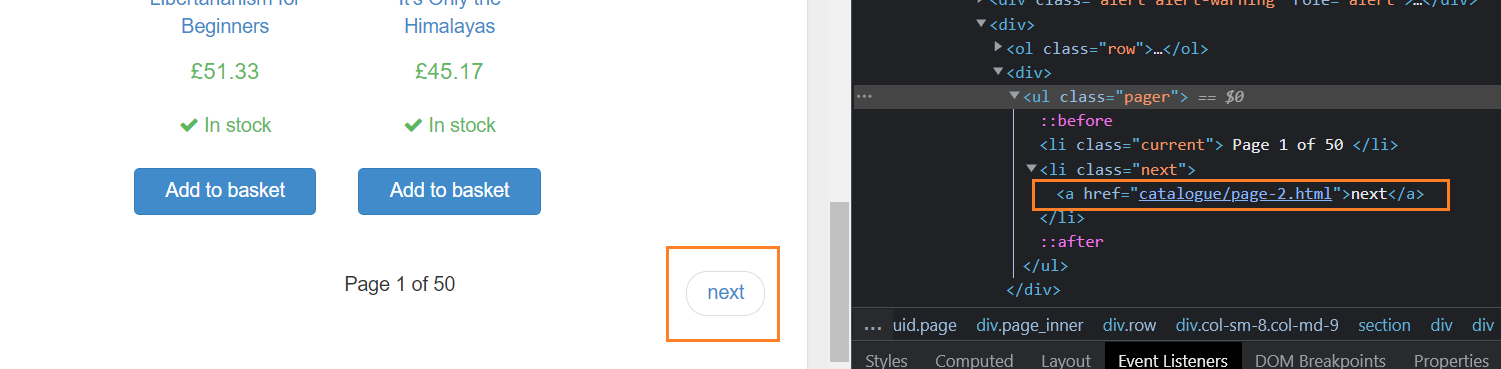 Libertarianism for
Beginners
£51.33
In stock
Add to basket
It's Only the
Himalayas
£45.17
In stock
Add to basket
Page 1 of 50
next
<div class="alert alert-warning" role="alert">…</div>
<div>
<ol class="row">…</ol>
<div>
<ul class="pager"> == $0
::before
<li class="current"> Page 1 of 50 </li>
<li class="next">
<a href="catalogue/page-2.html">next</a>
</li>
::after
</ul>
</div>
... uid.page div.page_inner div.row div.col-sm-8.col-md-9 section div div
Styles Computed Layout Event Listeners DOM Breakpoints Properties